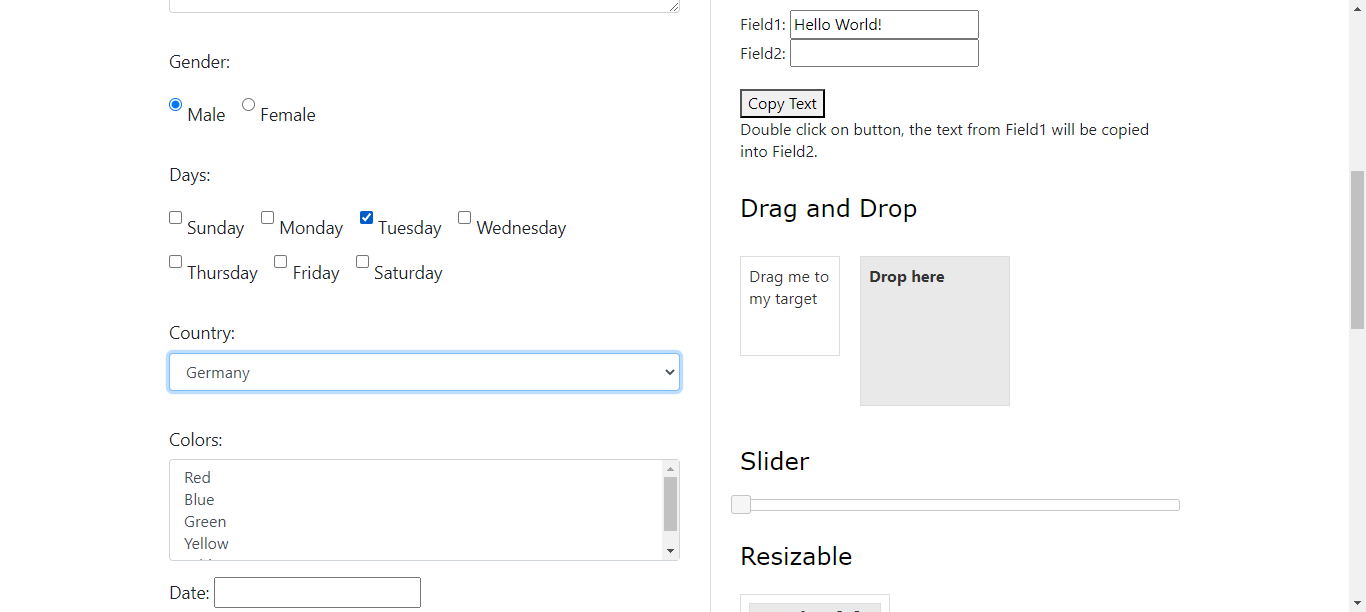 Gender:
Male Female
Days:
Sunday Monday Tuesday Wednesday
Thursday Friday Saturday
Country:
Germany
Colors:
Red
Blue
Green
Yellow
Date:
Field1: Hello World!
Field2:
Copy Text
Double click on button, the text from Field1 will be copied
into Field2.
Drag and Drop
Drag me to
my target
Drop here
Slider
Resizable